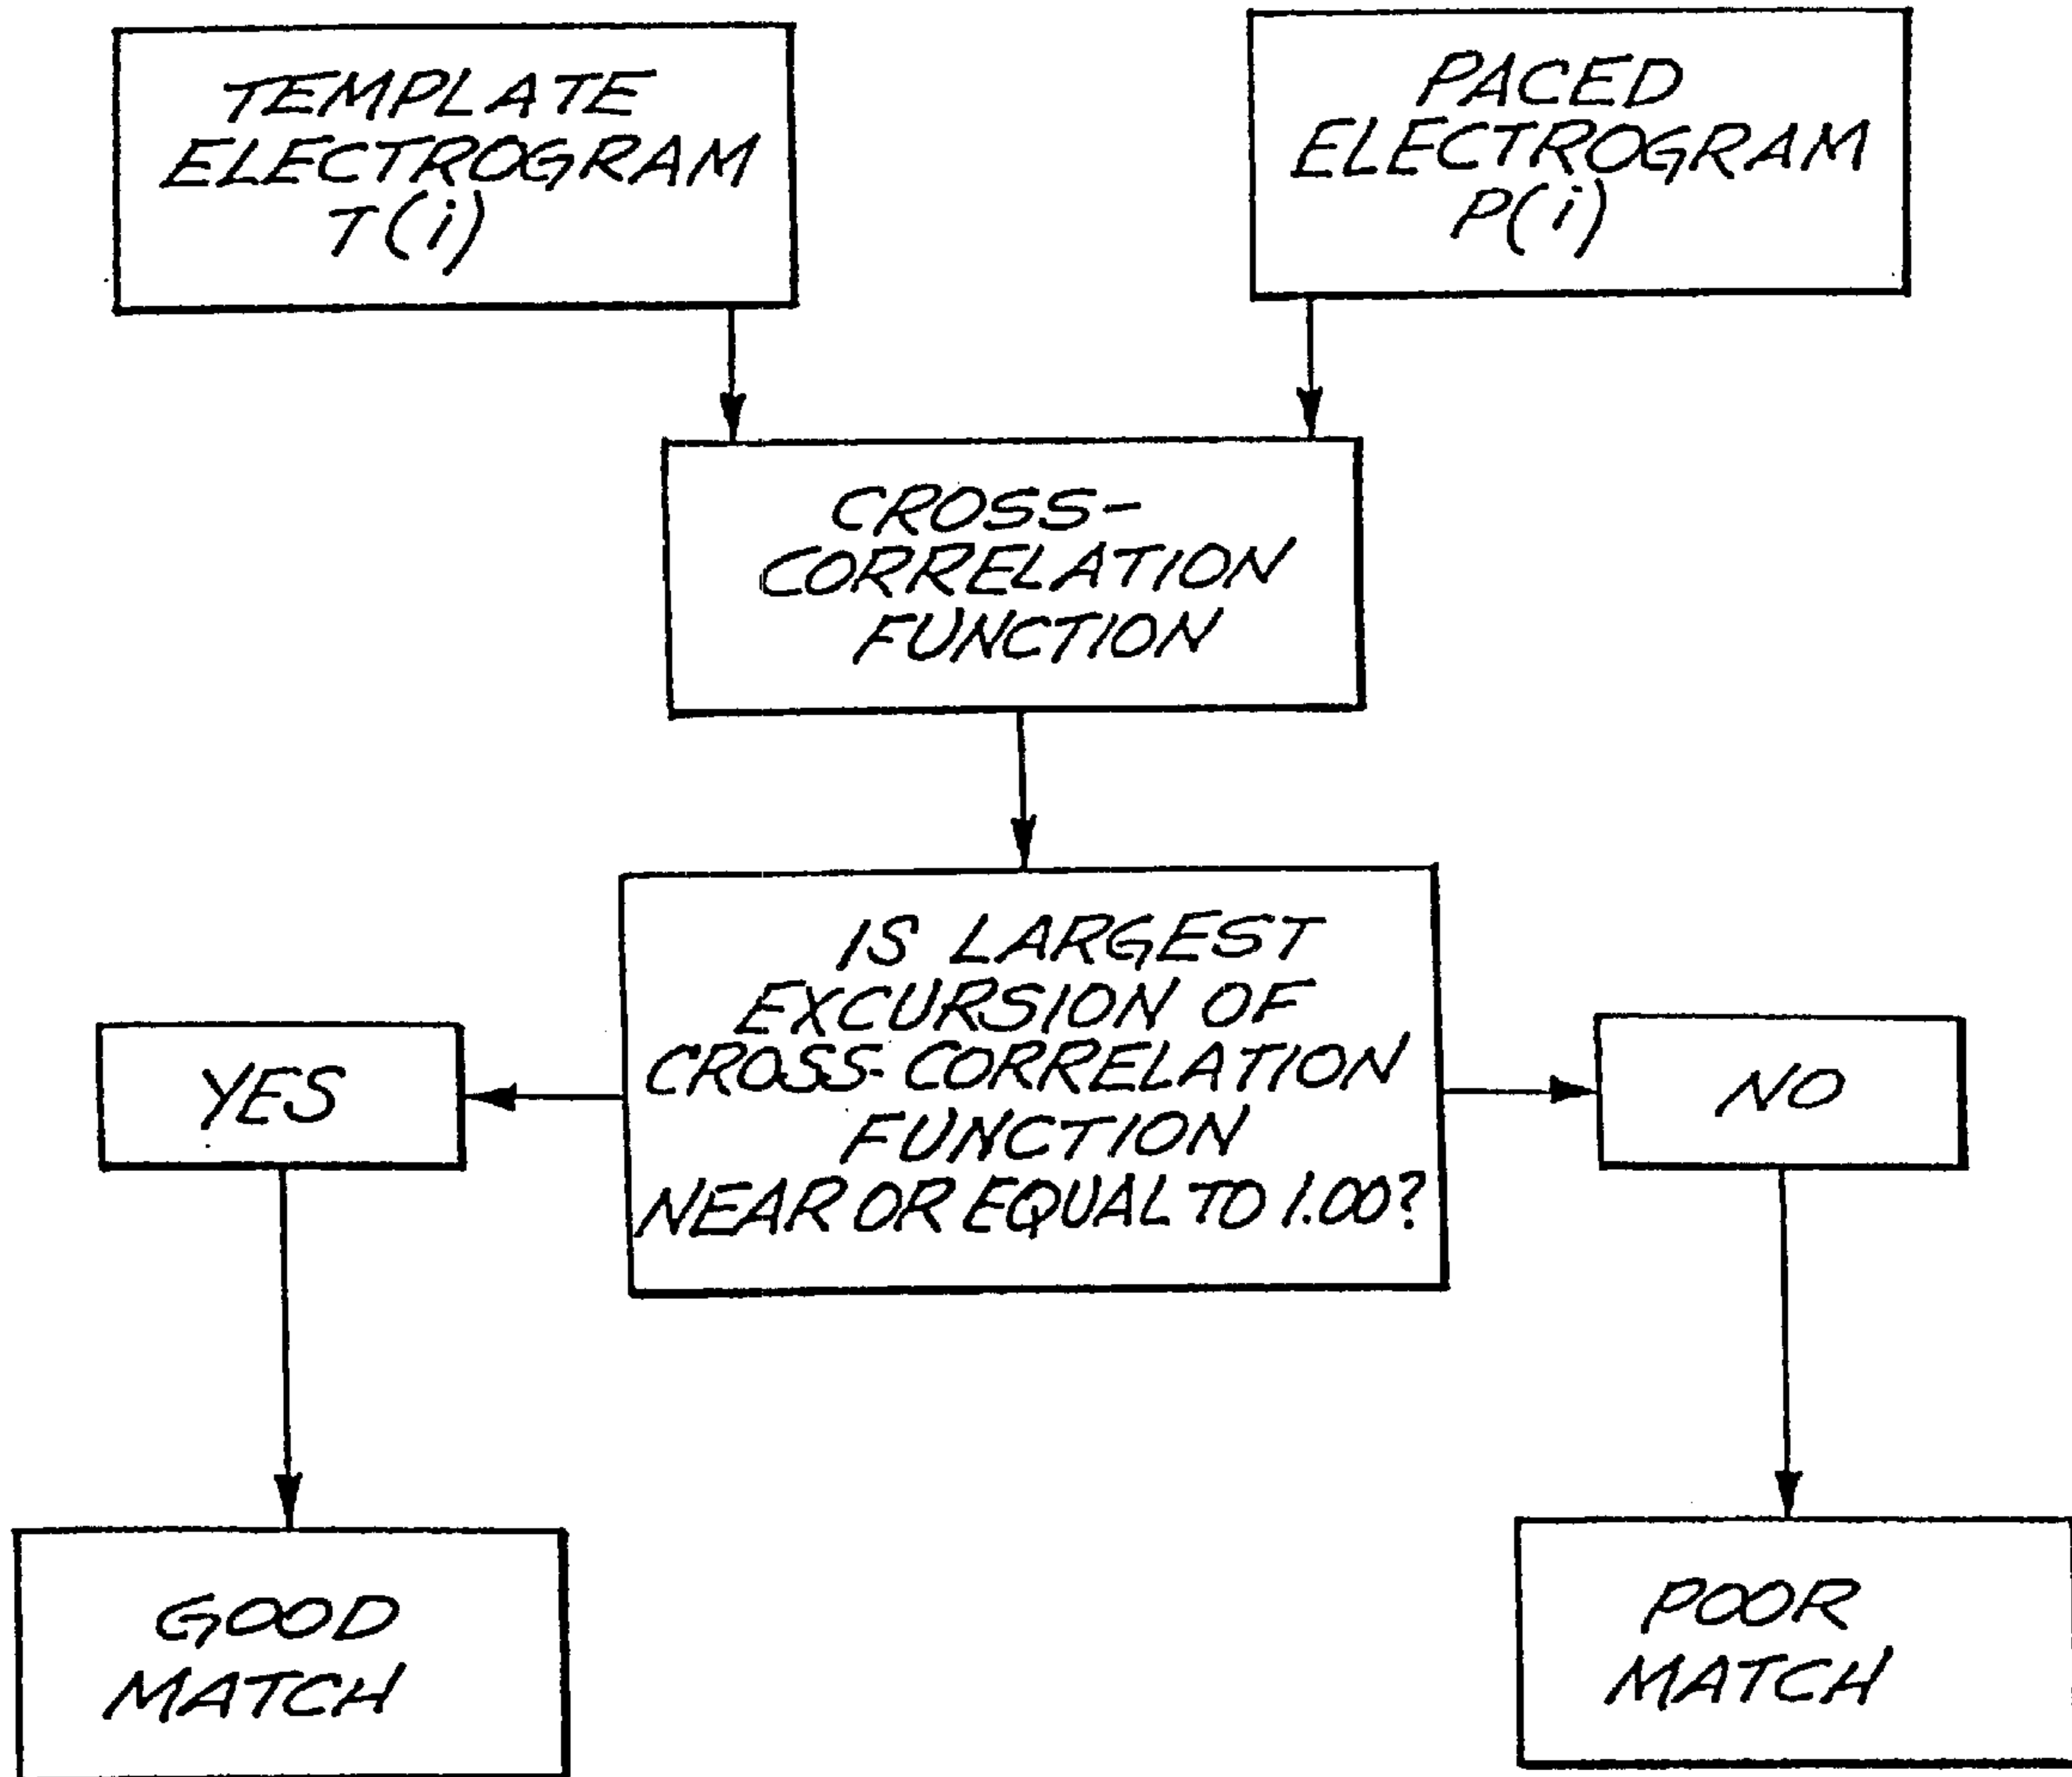 TEMPLATE
ELECTROGRAM
T(i)
PACED
ELECTROGRAM
P(i)
CROSS-
CORRELATION
FUNCTION
IS LARGEST
EXCURSION OF
CROSS-CORRELATION
FUNCTION
NEAR OR EQUAL TO 1.00?
YES
NO
GOOD
MATCH
POOR
MATCH